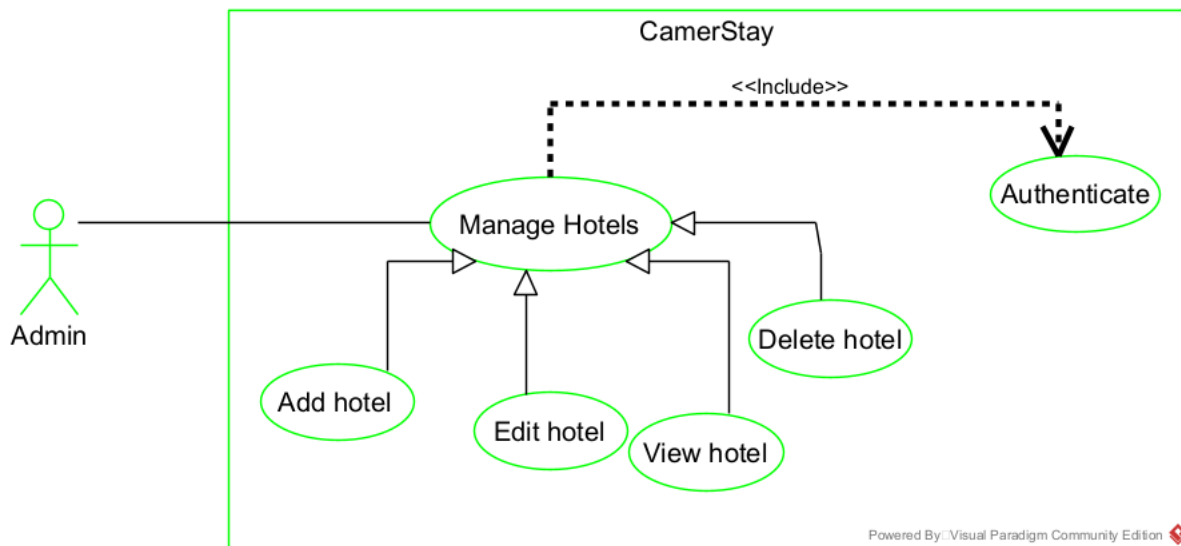 CamerStay
<<Include>>
Authenticate
Manage Hotels
Admin
Delete hotel
Add hotel
Edit hotel
View hotel
Powered By Visual Paradigm Community Edition